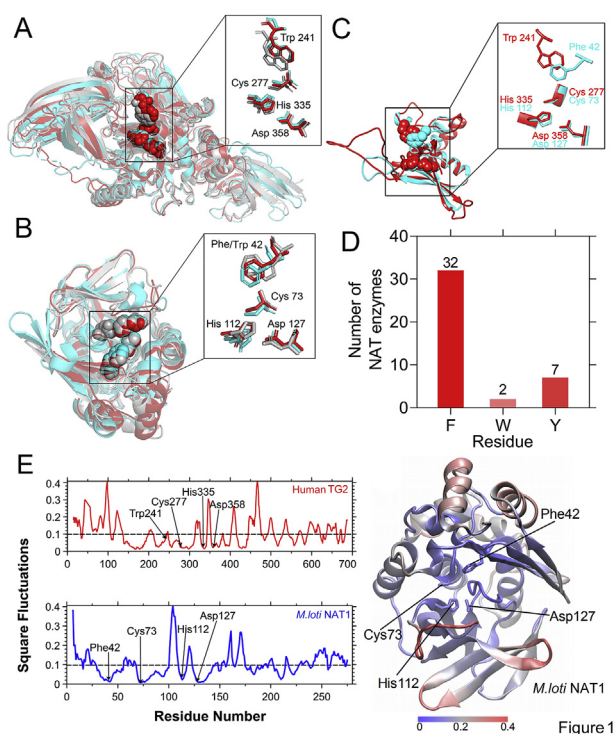 A
Trp 241
Cys 277
His 335
Asp 358
B
Phe/Trp 42
Cys 73
His 112
Asp 127
C
Trp 241
Phe 42
His 335
His 112
Cys 277
Cys 73
Asp 358
Asp 127
D
Number of
NAT enzymes
40
30
20
10
0
32
2
7
F W Y
Residue
E
Square Fluctuations
0.4
0.3
0.2
0.1
0
Human TG2
Trp241
Cys277
His335
Asp358
0 100 200 300 400 500 600 700
0.4
0.3
0.2
0.1
0
M.loti NAT1
Phe42
Cys73
His112
Asp127
0 50 100 150 200 250
Residue Number
Phe42
Cys73
His112
Asp127
M.loti NAT1
0 0.2 0.4
Figure 1